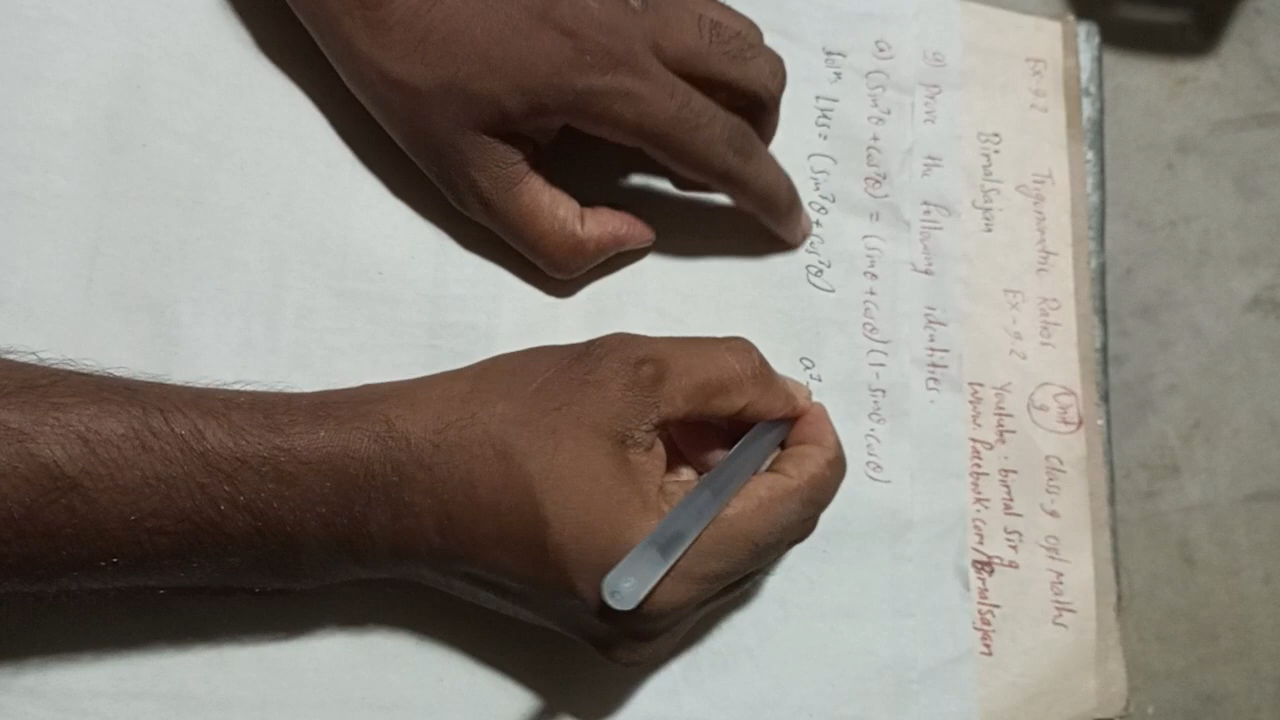 Ex-9.2 Trigonometric Ratios Unit 9 Class-9 opt maths
Bimal Sajan Ex-9.2 Youtube: bimal sir g
www.facebook.com/Bimalsajan
9) Prove the following identities.
a) (sin³θ + cos³θ) = (sinθ + cosθ) (1 - sinθ.cosθ)
Solⁿ LHS = (sin³θ + cos³θ) a³-